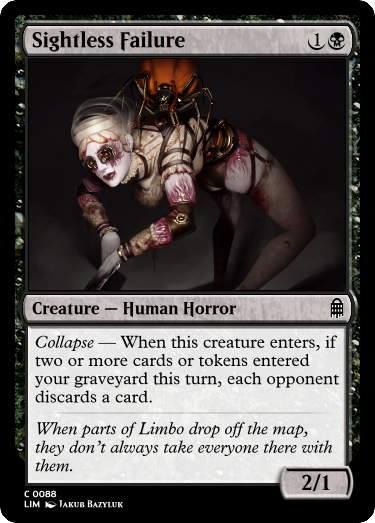 Sightless Failure 1
Creature — Human Horror
Collapse — When this creature enters, if
two or more cards or tokens entered
your graveyard this turn, each opponent
discards a card.
When parts of Limbo drop off the map,
they don't always take everyone there with
them.
2/1
C 0088
LIM Jakub Bazyluk